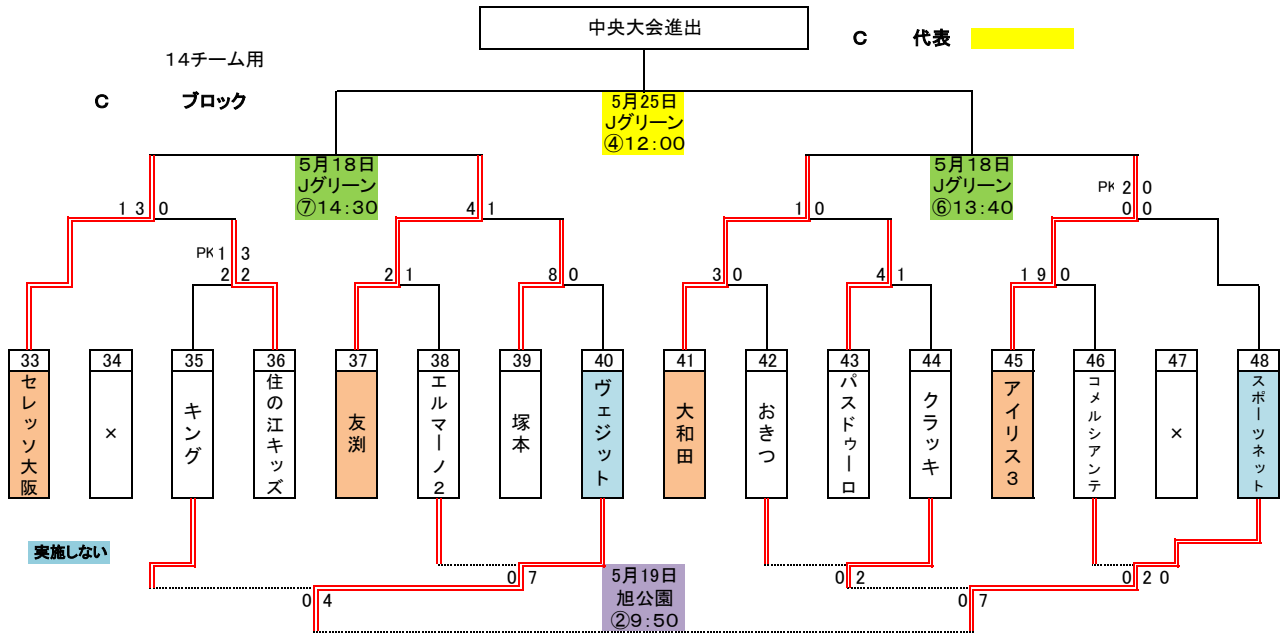 中央大会進出
C 代表
14チーム用
C ブロック
5月25日
Jグリーン
④12:00
5月18日
Jグリーン
⑦14:30
5月18日
Jグリーン
⑥13:40
PK 2 0
13 0
4 1
1 0
0 0
PK 1 3
2 2
2 1
8 0
3 0
4 1
19 0
33 34 35 36 37 38 39 40 41 42 43 44 45 46 47 48
セレッソ大阪
×
キング
住の江キッズ
友渕
エルマーノ2
塚本
ヴェジット
大和田
おきつ
パスドゥーロ
クラッキ
アイリス3
コメルシアンテ
×
スポーツネット
実施しない
0 7
0 2
0 20
0 4
0 7
5月19日
旭公園
②9:50